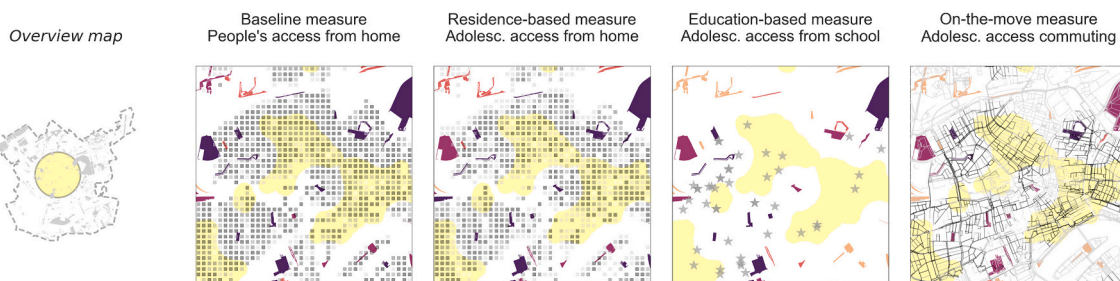 Overview map
Baseline measure
People's access from home
Residence-based measure
Adolesc. access from home
Education-based measure
Adolesc. access from school
On-the-move measure
Adolesc. access commuting